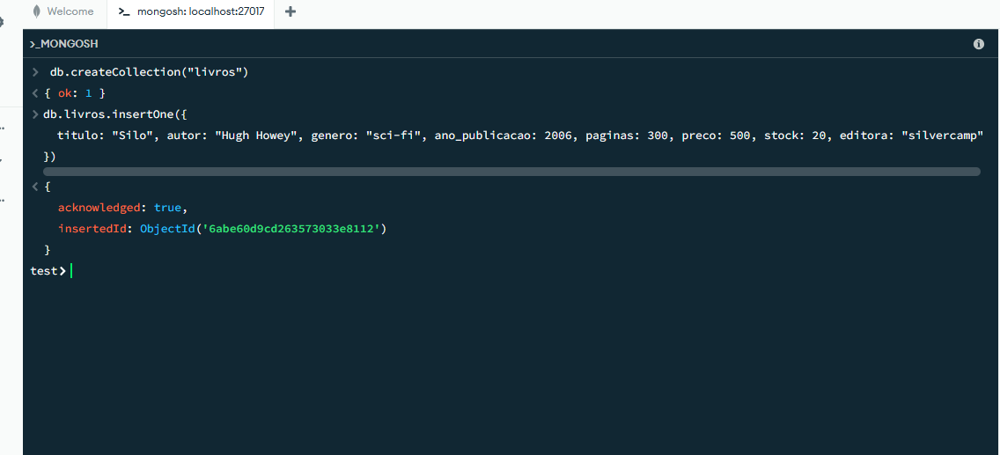 Welcome
>_ mongosh: localhost:27017 +
>_MONGOSH
> db.createCollection("livros")
< { ok: 1 }
> db.livros.insertOne({
titulo: "Silo", autor: "Hugh Howey", genero: "sci-fi", ano_publicacao: 2006, paginas: 300, preco: 500, stock: 20, editora: "silvercamp"
})
< {
acknowledged: true,
insertedId: ObjectId('6abe60d9cd263573033e8112')
}
test>